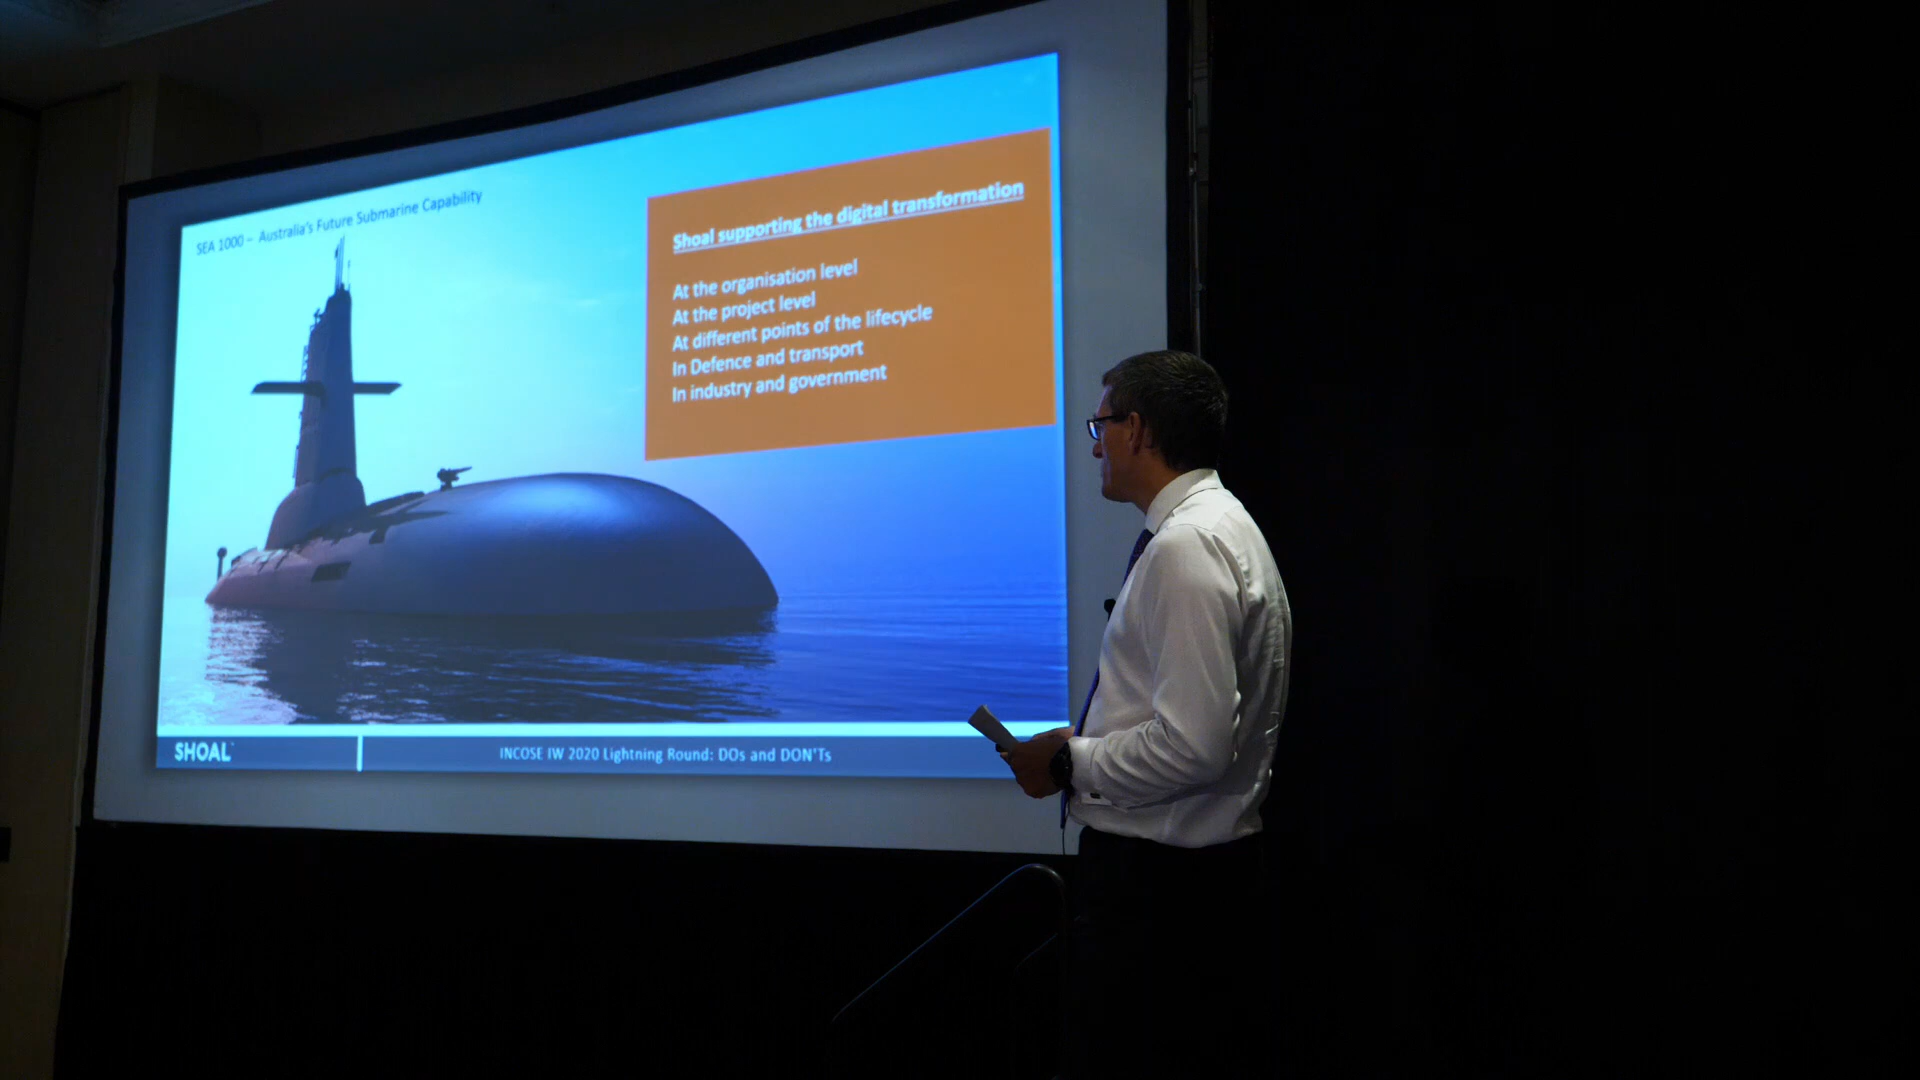 SEA 1000 – Australia's Future Submarine Capability
Shoal supporting the digital transformation
At the organisation level
At the project level
At different points of the lifecycle
In Defence and transport
In industry and government
SHOAL
INCOSE IW 2020 Lightning Round: DOs and DON'Ts